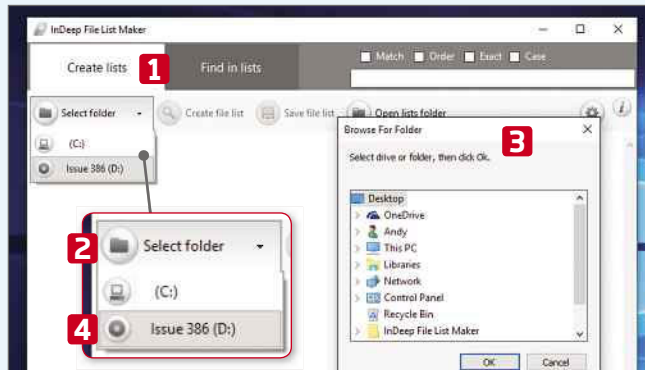 InDeep File List Maker
Create lists
1
Find in lists
Match Order Exact Case
Select folder
Create file list
Save file list
Open lists folder
(C:)
Issue 386 (D:)
Browse For Folder
3
Select drive or folder, then click Ok.
Desktop
OneDrive
Andy
This PC
Libraries
Network
Control Panel
Recycle Bin
InDeep File List Maker
OK Cancel
2
Select folder
(C:)
4
Issue 386 (D:)